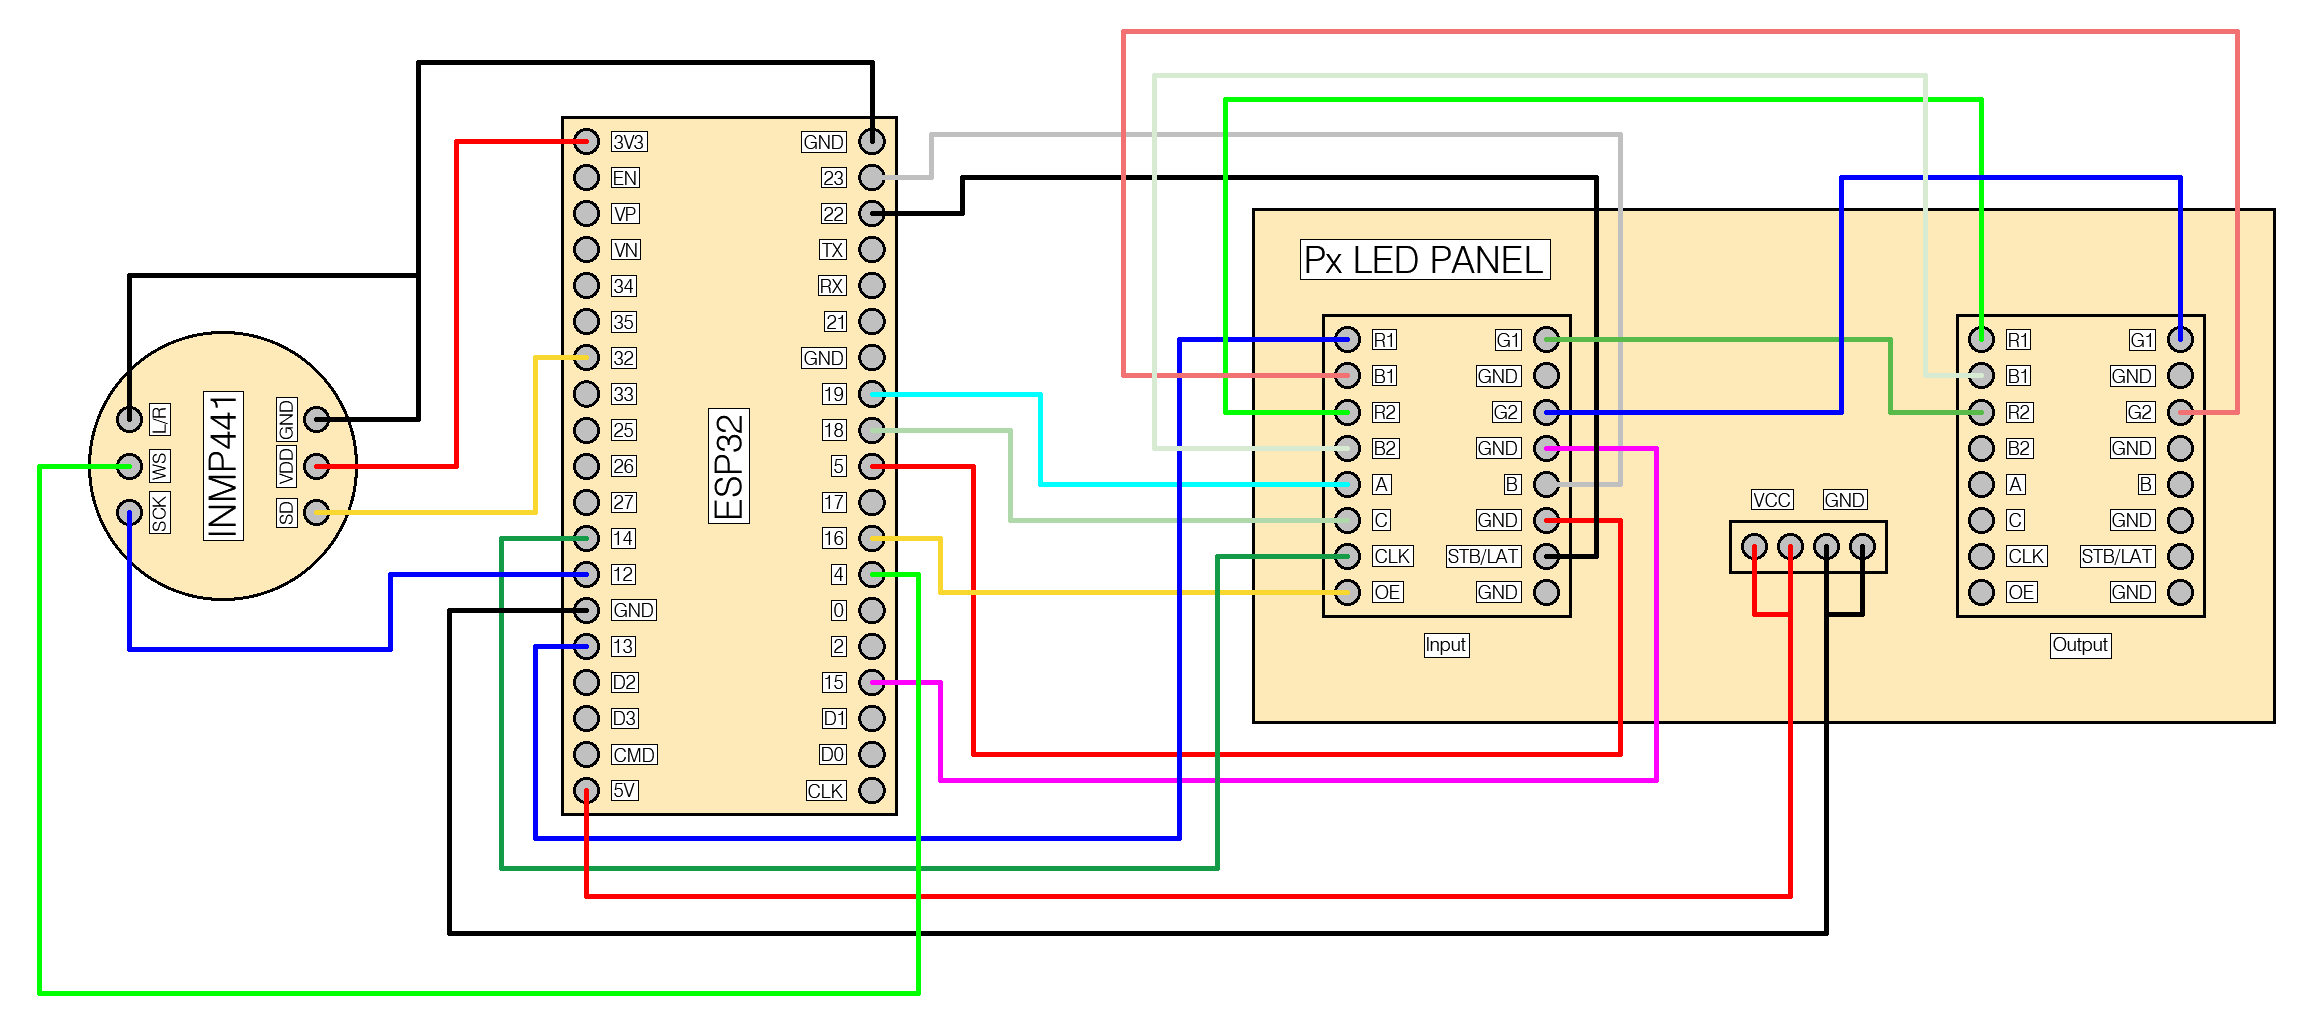 INMP441
L/R
WS
SCK
GND
VDD
SD
ESP32
3V3
EN
VP
VN
34
35
32
33
25
26
27
14
12
GND
13
D2
D3
CMD
5V
GND
23
22
TX
RX
21
GND
19
18
5
17
16
4
0
2
15
D1
D0
CLK
Px LED PANEL
R1
B1
R2
B2
A
C
CLK
OE
G1
GND
G2
GND
B
GND
STB/LAT
GND
Input
VCC GND
R1
B1
R2
B2
A
C
CLK
OE
G1
GND
G2
GND
B
GND
STB/LAT
GND
Output